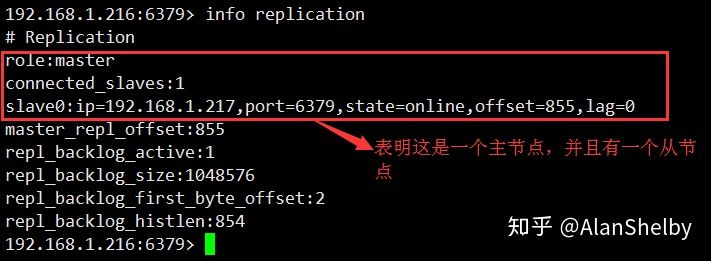 192.168.1.216:6379> info replication
# Replication
role:master
connected_slaves:1
slave0:ip=192.168.1.217,port=6379,state=online,offset=855,lag=0
master_repl_offset:855
repl_backlog_active:1
表明这是一个主节点，并且有一个从节
点
repl_backlog_size:1048576
repl_backlog_first_byte_offset:2
repl_backlog_histlen:854
192.168.1.216:6379>
知乎 @AlanShelby